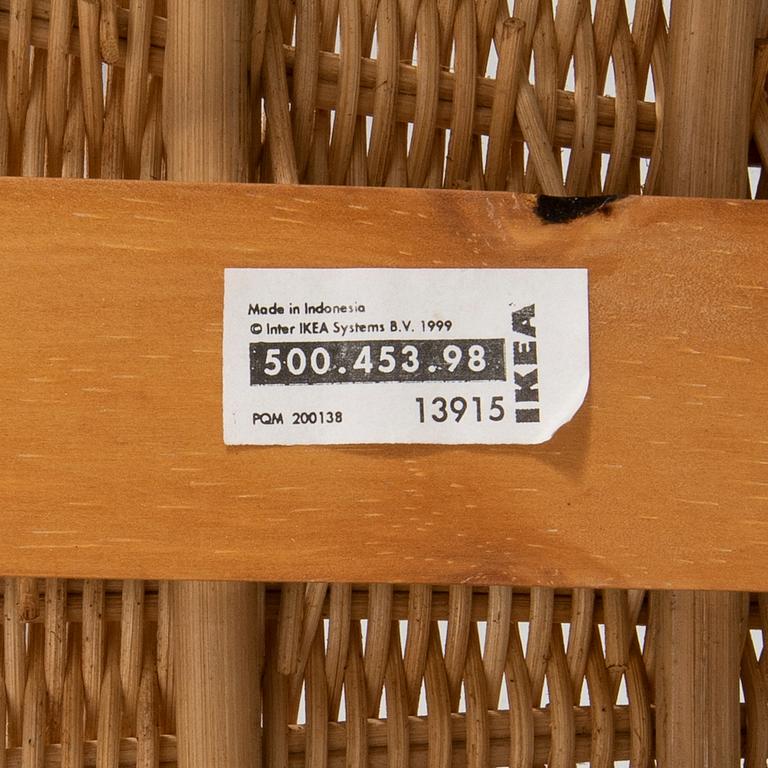 Made in Indonesia
© Inter IKEA Systems B.V. 1999
500.453.98
PQM 200138 13915
IKEA